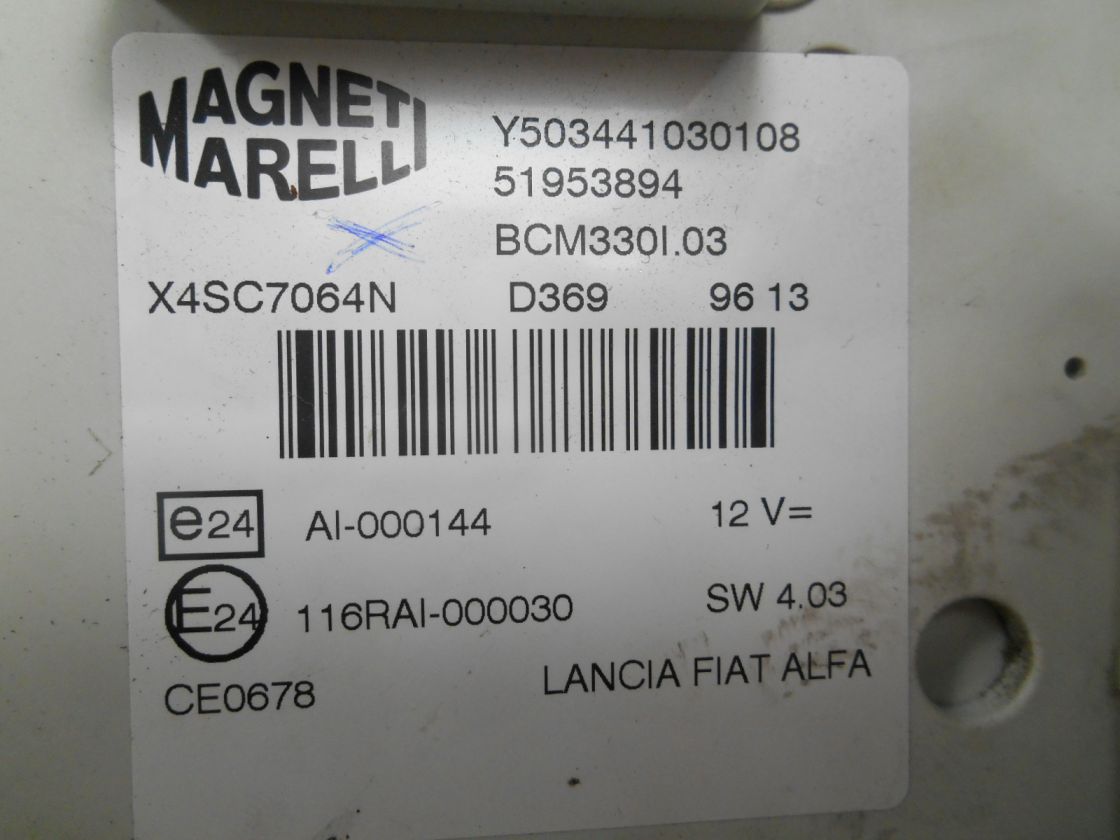 MAGNETI
MARELLI
Y503441030108
51953894
BCM330I.03
X4SC7064N D369 96 13
e24 AI-000144 12 V=
E24 116RAI-000030 SW 4.03
CE0678 LANCIA FIAT ALFA